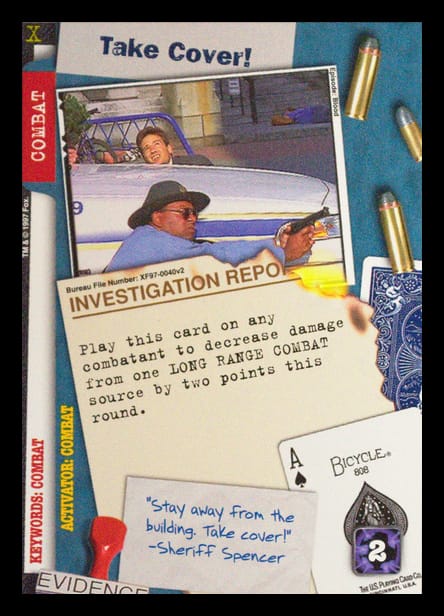 X
Take Cover!
COMBAT
Episode: Blood
TM & © 1997 Fox.
9
Bureau File Number: XF97-0040v2
INVESTIGATION REPO
Play this card on any
combatant to decrease damage
from one LONG RANGE COMBAT
source by two points this
round.
KEYWORDS: COMBAT
ACTIVATOR: COMBAT
A
BICYCLE®
808
2
THE U.S. PLAYING CARD CO.
CINCINNATI, U.S.A.
"Stay away from the
building. Take cover!"
-Sheriff Spencer
EVIDENCE